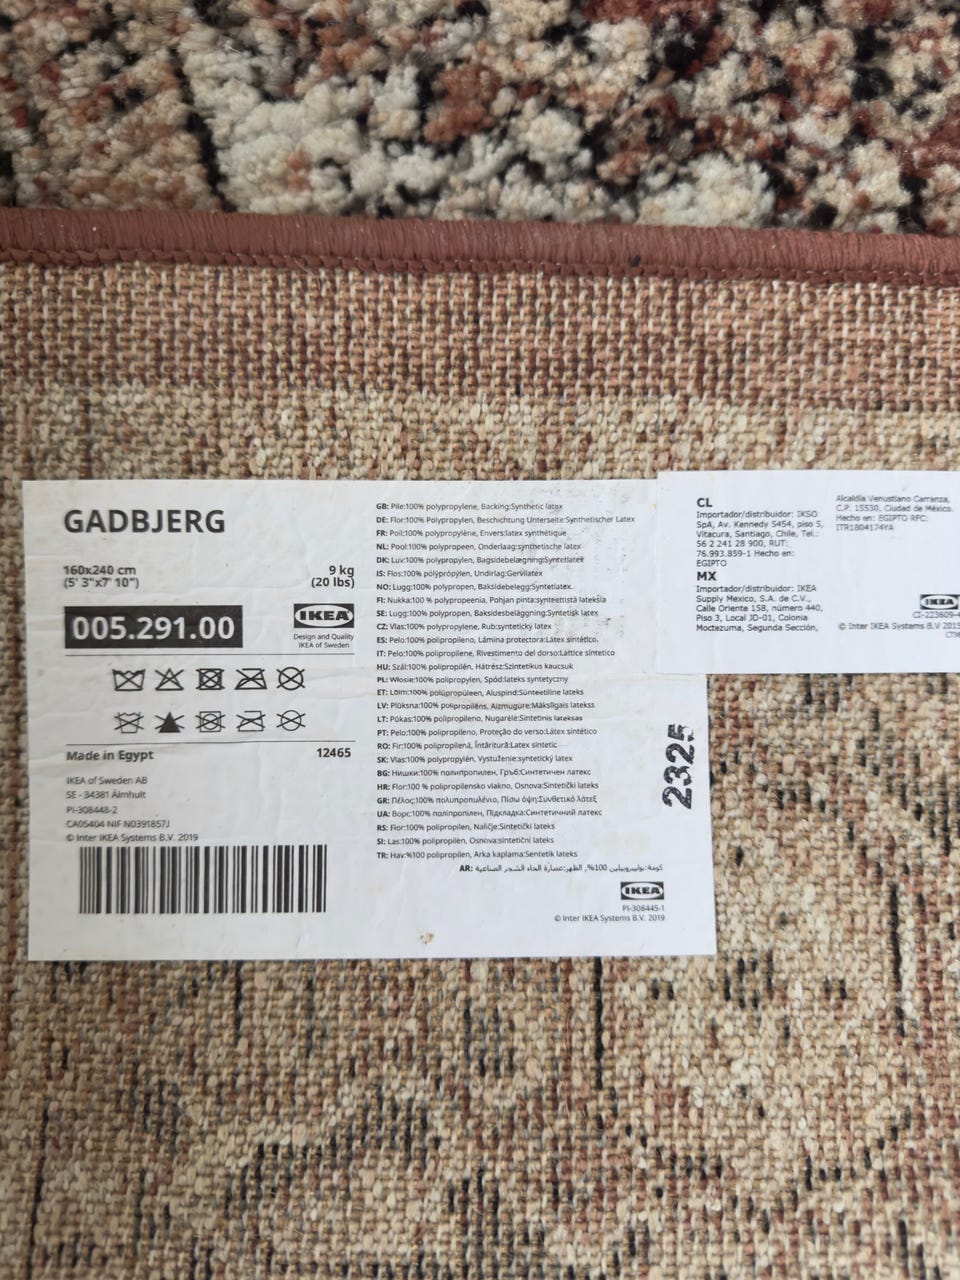 GADBJERG
160x240 cm
(5' 3"x7' 10")
9 kg
(20 lbs)
005.291.00
IKEA
Design and Quality
IKEA of Sweden
Made in Egypt
12465
IKEA of Sweden AB
SE - 34381 Älmhult
PI-308448-2
CA05404 NIF N0391857J
© Inter IKEA Systems B.V. 2019
GB: Pile:100% polypropylene, Backing:Synthetic latex
DE: Flor:100% Polypropylen, Beschichtung Unterseite:Synthetischer Latex
FR: Poil:100% polypropylène, Envers:latex synthétique
NL: Pool:100% polypropeen, Onderlaag:synthetische latex
DK: Luv:100% polypropylen, Bagsidebelægning:Syntetlatex
IS: Flos:100% pólýprópýlen, Undirlag:Gervilatex
NO: Lugg:100% polypropen, Baksidebelegg:Syntetlatex.
FI: Nukka:100 % polypropeenia, Pohjan pinta:synteettistä lateksia
SE: Lugg:100% polypropen, Baksidesbeläggning:Syntetisk latex
CZ: Vlas:100% polypropylene, Rub:syntetický latex
ES: Pelo:100% polipropileno, Lámina protectora:Látex sintético.
IT: Pelo:100% polipropilene, Rivestimento del dorso:Lattice sintetico
HU: Szál:100% polipropilén, Hátrész:Szintetikus kaucsuk
PL: Włosie:100% polipropylen, Spód:lateks syntetyczny
ET: Lõim:100% polüpropüleen, Aluspind:Sünteetiline lateks
LV: Plūksna:100% polipropilēns, Aizmugure:Mākslīgais latekss
LT: Pūkas:100% polipropileno, Nugarėlė:Sintetinis lateksas
PT: Pelo:100% polipropileno, Proteção do verso:Látex sintético
RO: Fir:100% polipropilenă, Întăritură:Latex sintetic
SK: Vlas:100% polypropylén, Vystuženie:syntetický latex
BG: Нишки:100% полипропилен, Гръб:Синтетичен латекс
HR: Flor:100 % polipropilensko vlakno, Osnova:Sintetički lateks
GR: Πέλος:100% πολυπροπυλένιο, Πίσω όψη:Συνθετικό λάτεξ
UA: Ворс:100% поліпропілен, Підкладка:Синтетичний латекс
RS: Flor:100% polipropilen, Naličje:Sintetički lateks
SI: Las:100% polipropilen, Osnova:sintetični lateks
TR: Hav:%100 polipropilen, Arka kaplama:Sentetik lateks
AR: كومة:بوليبروبيلين 100%, الظهر:عصارة الحاء الشجر الصناعية
IKEA
PI-308445-1
© Inter IKEA Systems B.V. 2019
2325
CL
Importador/distribuidor: IKSO
SpA, Av. Kennedy 5454, piso 5,
Vitacura, Santiago, Chile, Tel.:
56 2 241 28 900, RUT:
76.993.859-1 Hecho en:
EGIPTO
MX
Importador/distribuidor: IKEA
Supply Mexico, S.A. de C.V.,
Calle Oriente 158, número 440,
Piso 3, Local JD-01, Colonia
Moctezuma, Segunda Sección,
Alcaldía Venustiano Carranza,
C.P. 15530, Ciudad de México.
Hecho en: EGIPTO RFC:
ITR1804174YA
IKEA
CI-223609-
© Inter IKEA Systems B.V 2015